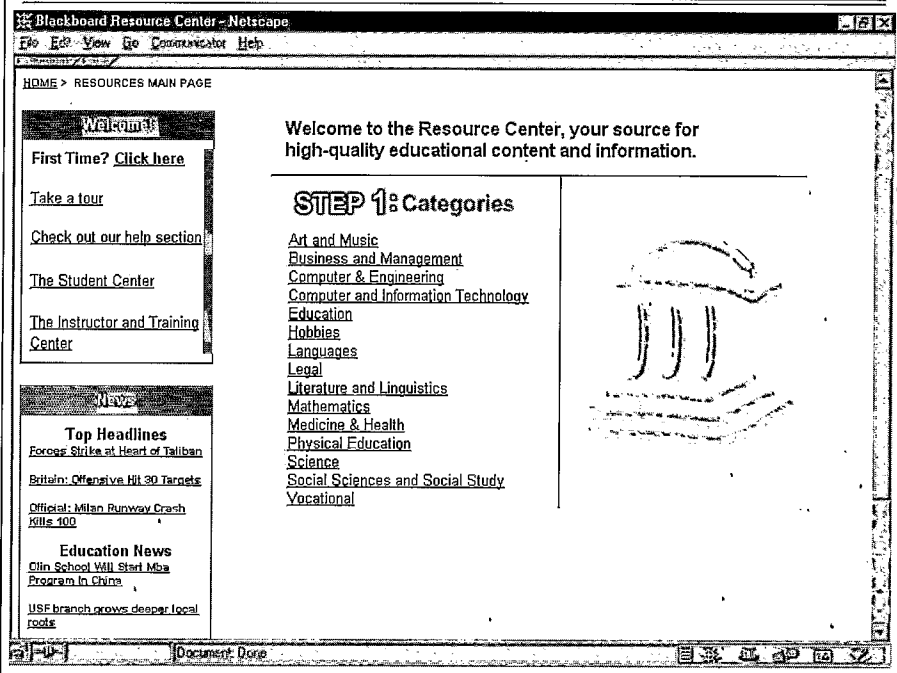 Blackboard Resource Center - Netscape
File Edit View Go Communicator Help
HOME > RESOURCES MAIN PAGE
Welcome!
First Time? Click here
Take a tour
Check out our help section
The Student Center
The Instructor and Training
Center
News
Top Headlines
Forces Strike at Heart of Taliban
Britain: Offensive Hit 30 Targets
Official: Milan Runway Crash
Kills 100
Education News
Olin School Will Start Mba
Program In China
USF branch grows deeper local
roots
Welcome to the Resource Center, your source for
high-quality educational content and information.
STEP 1: Categories
Art and Music
Business and Management
Computer & Engineering
Computer and Information Technology
Education
Hobbies
Languages
Legal
Literature and Linguistics
Mathematics
Medicine & Health
Physical Education
Science
Social Sciences and Social Study
Vocational
Document: Done